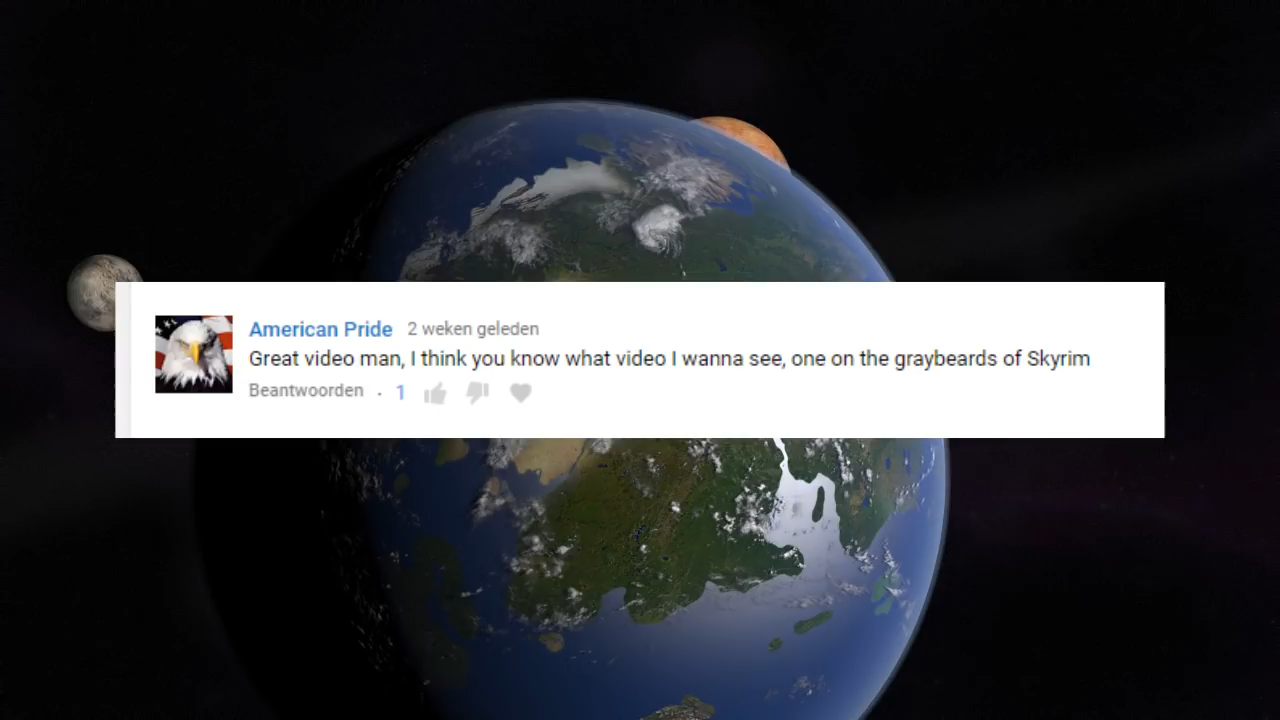 American Pride 2 weken geleden
Great video man, I think you know what video I wanna see, one on the graybeards of Skyrim
Beantwoorden · 1